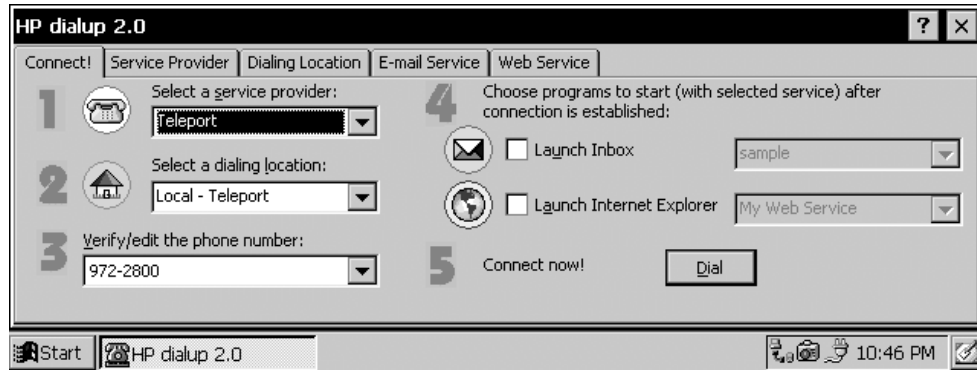 HP dialup 2.0
? X
Connect! Service Provider Dialing Location E-mail Service Web Service
1 Select a service provider:
Teleport
2 Select a dialing location:
Local - Teleport
3 Verify/edit the phone number:
972-2800
4 Choose programs to start (with selected service) after
connection is established:
Launch Inbox sample
Launch Internet Explorer My Web Service
5 Connect now! Dial
Start HP dialup 2.0 10:46 PM